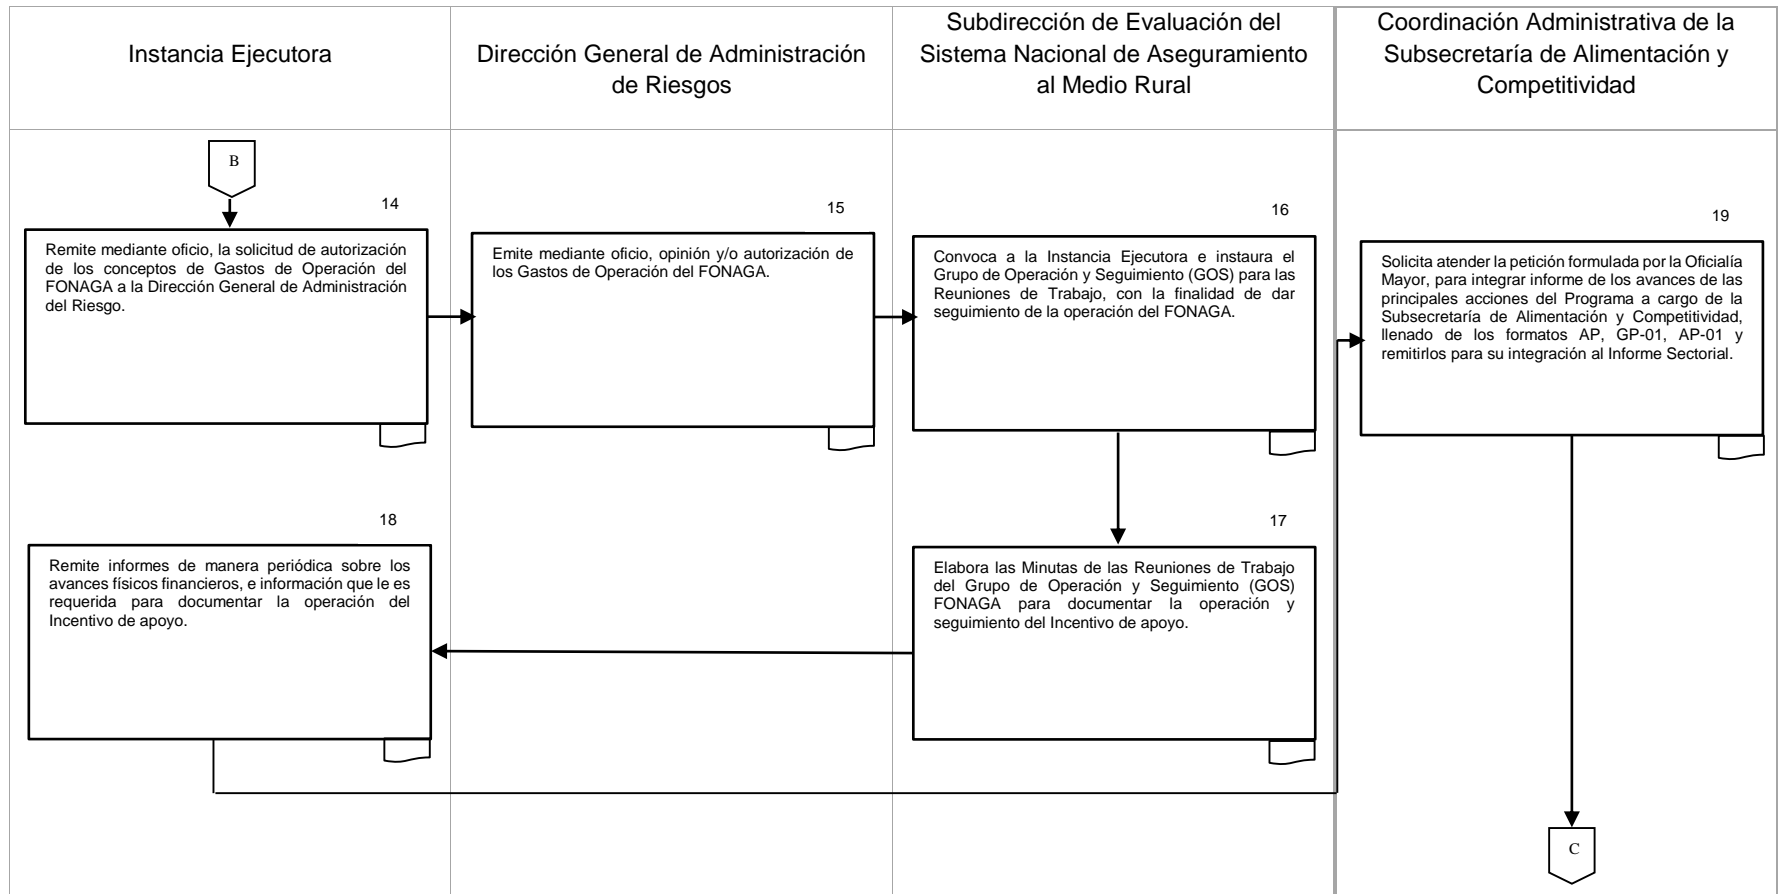 Instancia Ejecutora
Dirección General de Administración
de Riesgos
Subdirección de Evaluación del
Sistema Nacional de Aseguramiento
al Medio Rural
Coordinación Administrativa de la
Subsecretaría de Alimentación y
Competitividad
B
14
Remite mediante oficio, la solicitud de autorización
de los conceptos de Gastos de Operación del
FONAGA a la Dirección General de Administración
del Riesgo.
15
Emite mediante oficio, opinión y/o autorización de
los Gastos de Operación del FONAGA.
16
Convoca a la Instancia Ejecutora e instaura el
Grupo de Operación y Seguimiento (GOS) para las
Reuniones de Trabajo, con la finalidad de dar
seguimiento de la operación del FONAGA.
19
Solicita atender la petición formulada por la Oficialía
Mayor, para integrar informe de los avances de las
principales acciones del Programa a cargo de la
Subsecretaría de Alimentación y Competitividad,
llenado de los formatos AP, GP-01, AP-01 y
remitirlos para su integración al Informe Sectorial.
18
Remite informes de manera periódica sobre los
avances físicos financieros, e información que le es
requerida para documentar la operación del
Incentivo de apoyo.
17
Elabora las Minutas de las Reuniones de Trabajo
del Grupo de Operación y Seguimiento (GOS)
FONAGA para documentar la operación y
seguimiento del Incentivo de apoyo.
C